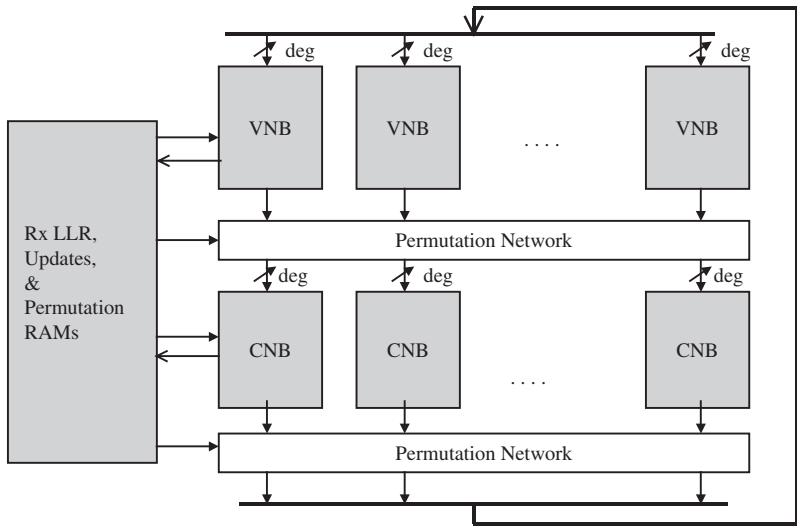 deg deg deg
VNB VNB VNB
. . . .
Rx LLR,
Updates,
&
Permutation
RAMs
Permutation Network
deg deg deg
CNB CNB CNB
. . . .
Permutation Network